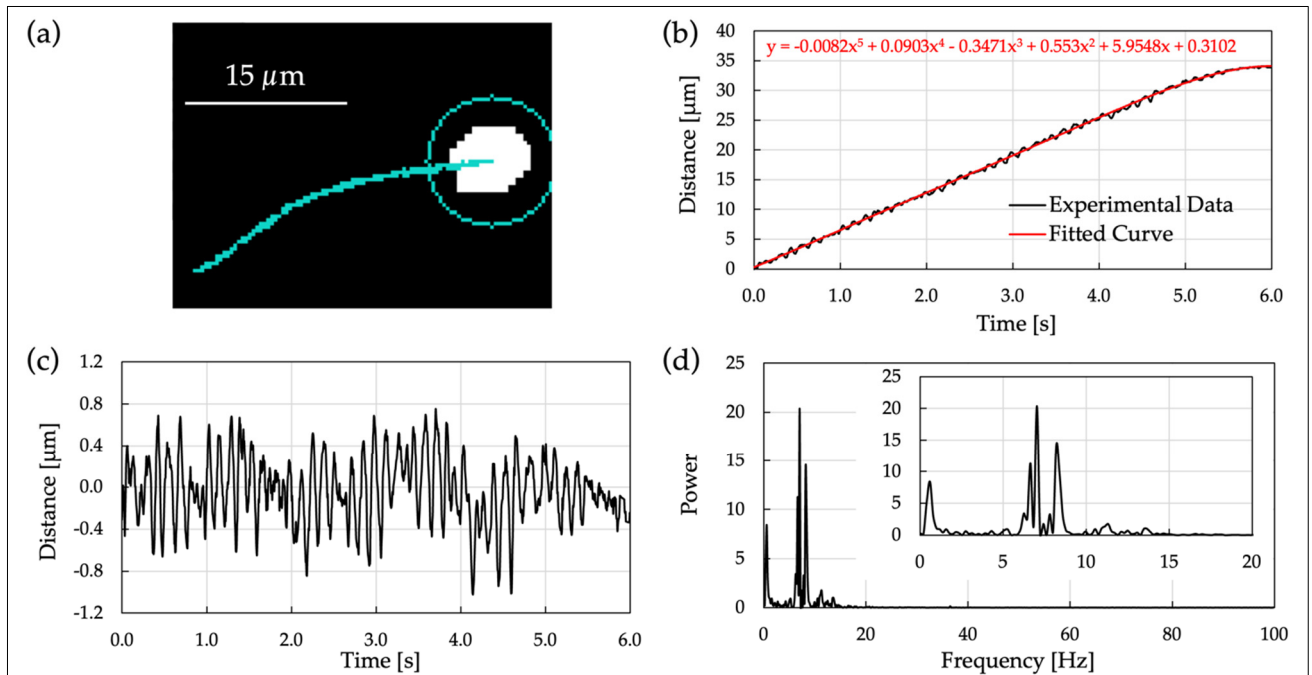 (a)
15 μm
(b)
y = -0.0082x⁵ + 0.0903x⁴ - 0.3471x³ + 0.553x² + 5.9548x + 0.3102
40
35
30
25
20
15
10
5
0
Distance [μm]
Experimental Data
Fitted Curve
0.0 1.0 2.0 3.0 4.0 5.0 6.0
Time [s]
(c)
1.2
0.8
0.4
0.0
-0.4
-0.8
-1.2
Distance [μm]
0.0 1.0 2.0 3.0 4.0 5.0 6.0
Time [s]
(d)
25
20
15
10
5
0
Power
25
20
15
10
5
0
0 5 10 15 20
0 20 40 60 80 100
Frequency [Hz]